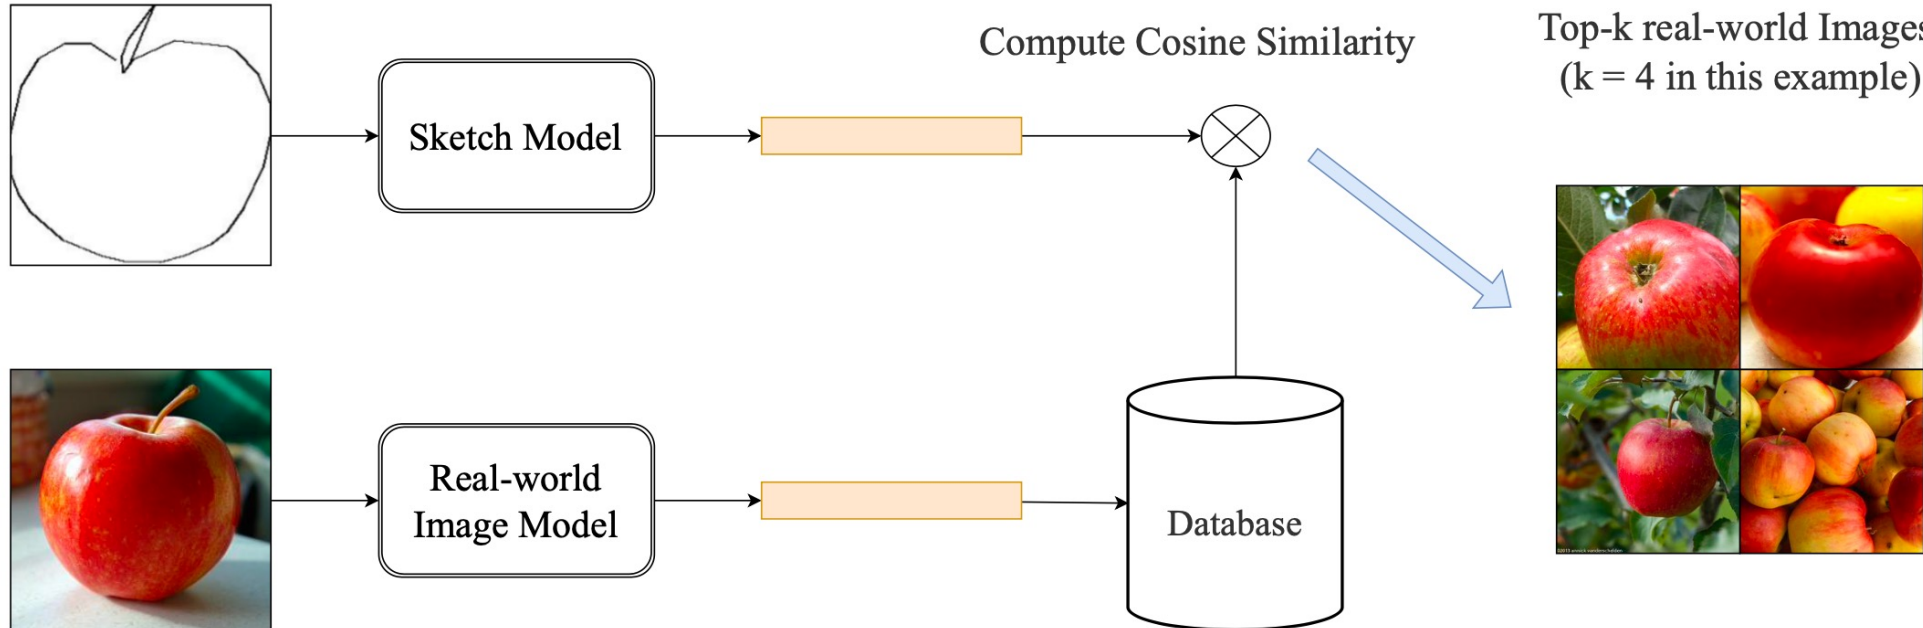 Compute Cosine Similarity
Top-k real-world Images
(k = 4 in this example)
Sketch Model
Real-world
Image Model
Database